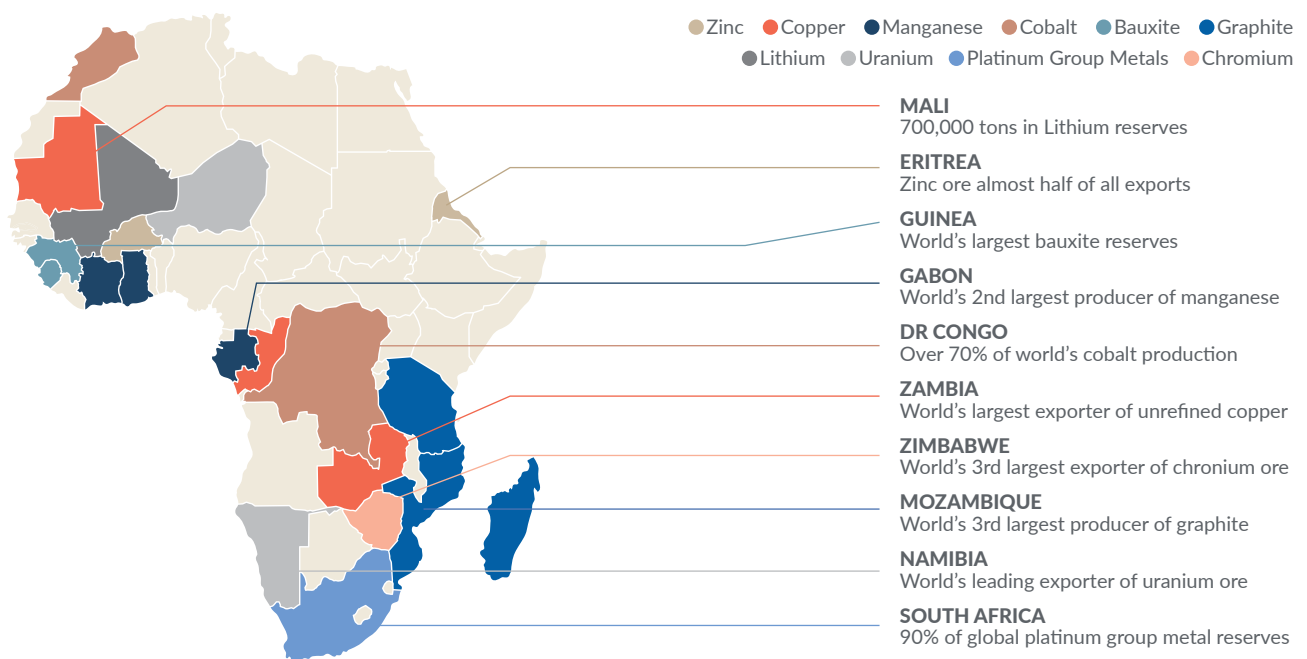 Zinc Copper Manganese Cobalt Bauxite Graphite
Lithium Uranium Platinum Group Metals Chromium
MALI
700,000 tons in Lithium reserves
ERITREA
Zinc ore almost half of all exports
GUINEA
World's largest bauxite reserves
GABON
World's 2nd largest producer of manganese
DR CONGO
Over 70% of world's cobalt production
ZAMBIA
World's largest exporter of unrefined copper
ZIMBABWE
World's 3rd largest exporter of chronium ore
MOZAMBIQUE
World's 3rd largest producer of graphite
NAMIBIA
World's leading exporter of uranium ore
SOUTH AFRICA
90% of global platinum group metal reserves